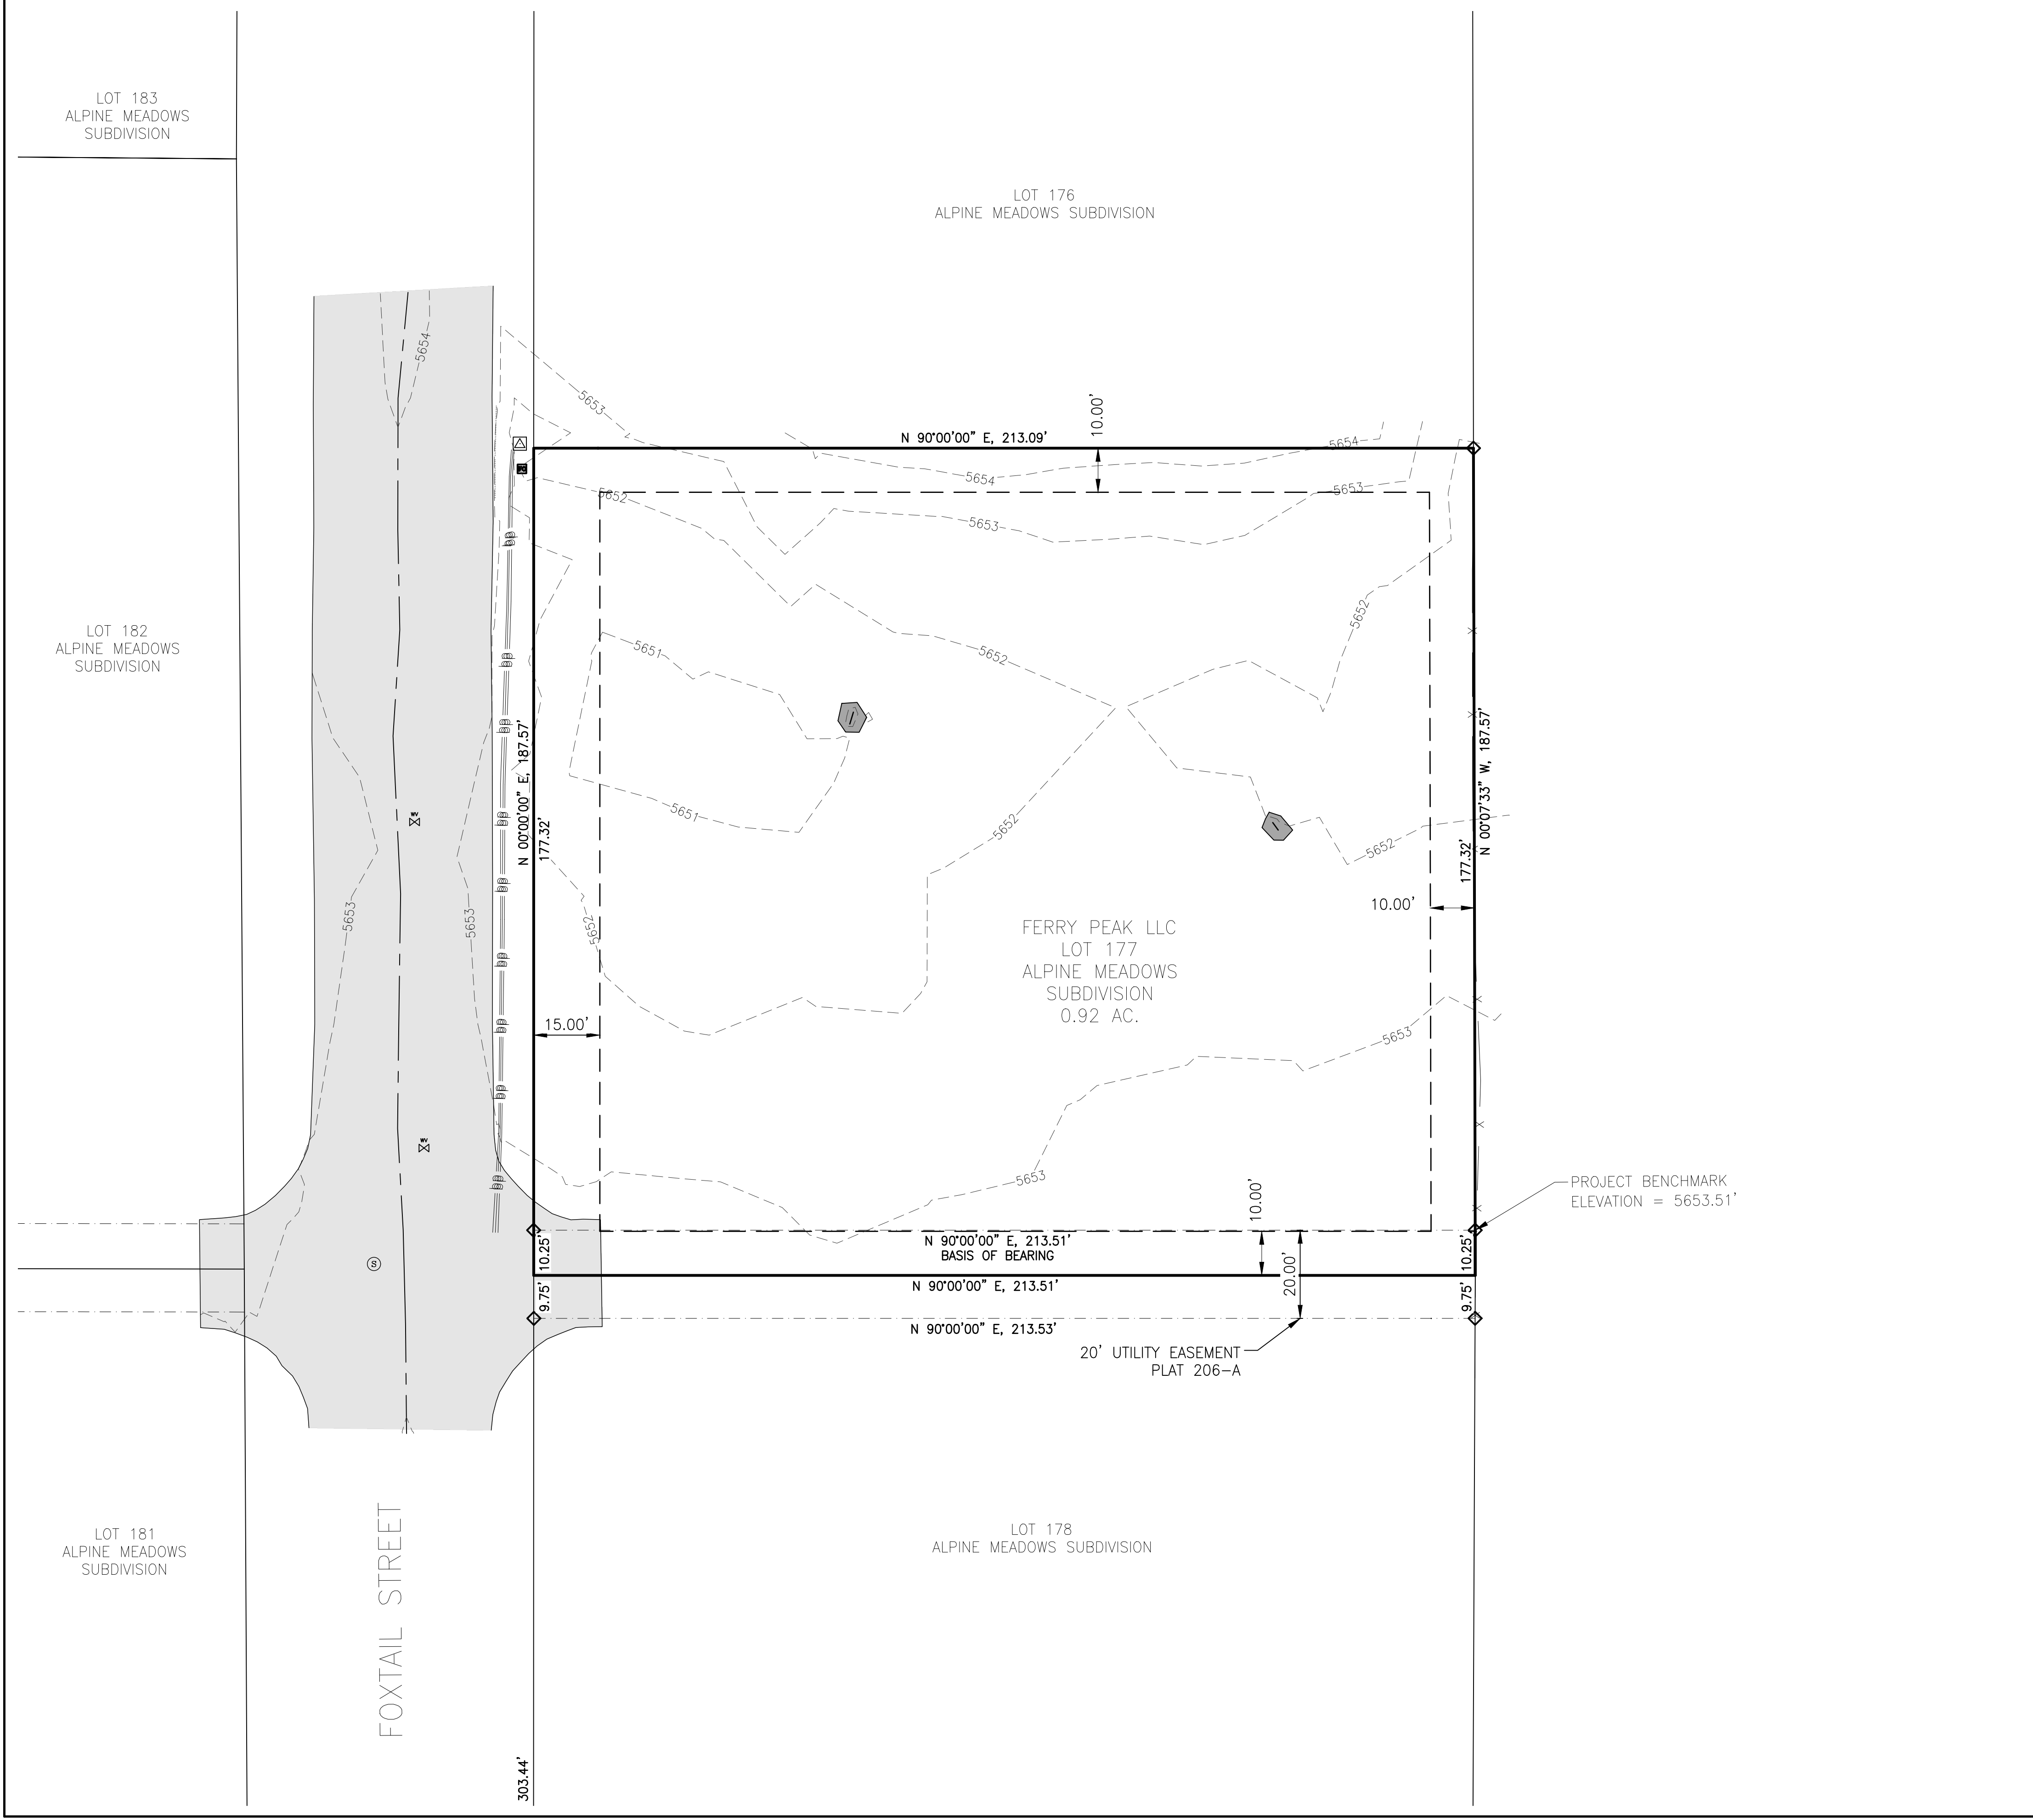 LOT 183
ALPINE MEADOWS
SUBDIVISION
LOT 176
ALPINE MEADOWS SUBDIVISION
5654
5653
10.00'
N 90°00'00" E, 213.09'
5654
5654
5653
5652
5653
LOT 182
ALPINE MEADOWS
SUBDIVISION
5651
5652
5652
N 00°00'00" E, 187.57'
177.32'
N 00°07'33" W, 187.57'
177.32'
WV
5651
5652
5652
10.00'
5653
5653
5652
FERRY PEAK LLC
LOT 177
ALPINE MEADOWS
SUBDIVISION
0.92 AC.
15.00'
5653
WV
5653
PROJECT BENCHMARK
ELEVATION = 5653.51'
10.00'
N 90°00'00" E, 213.51'
BASIS OF BEARING
10.25'
10.25'
S
20.00'
N 90°00'00" E, 213.51'
9.75'
9.75'
N 90°00'00" E, 213.53'
20' UTILITY EASEMENT
PLAT 206-A
LOT 181
ALPINE MEADOWS
SUBDIVISION
FOXTAIL STREET
LOT 178
ALPINE MEADOWS SUBDIVISION
303.44'